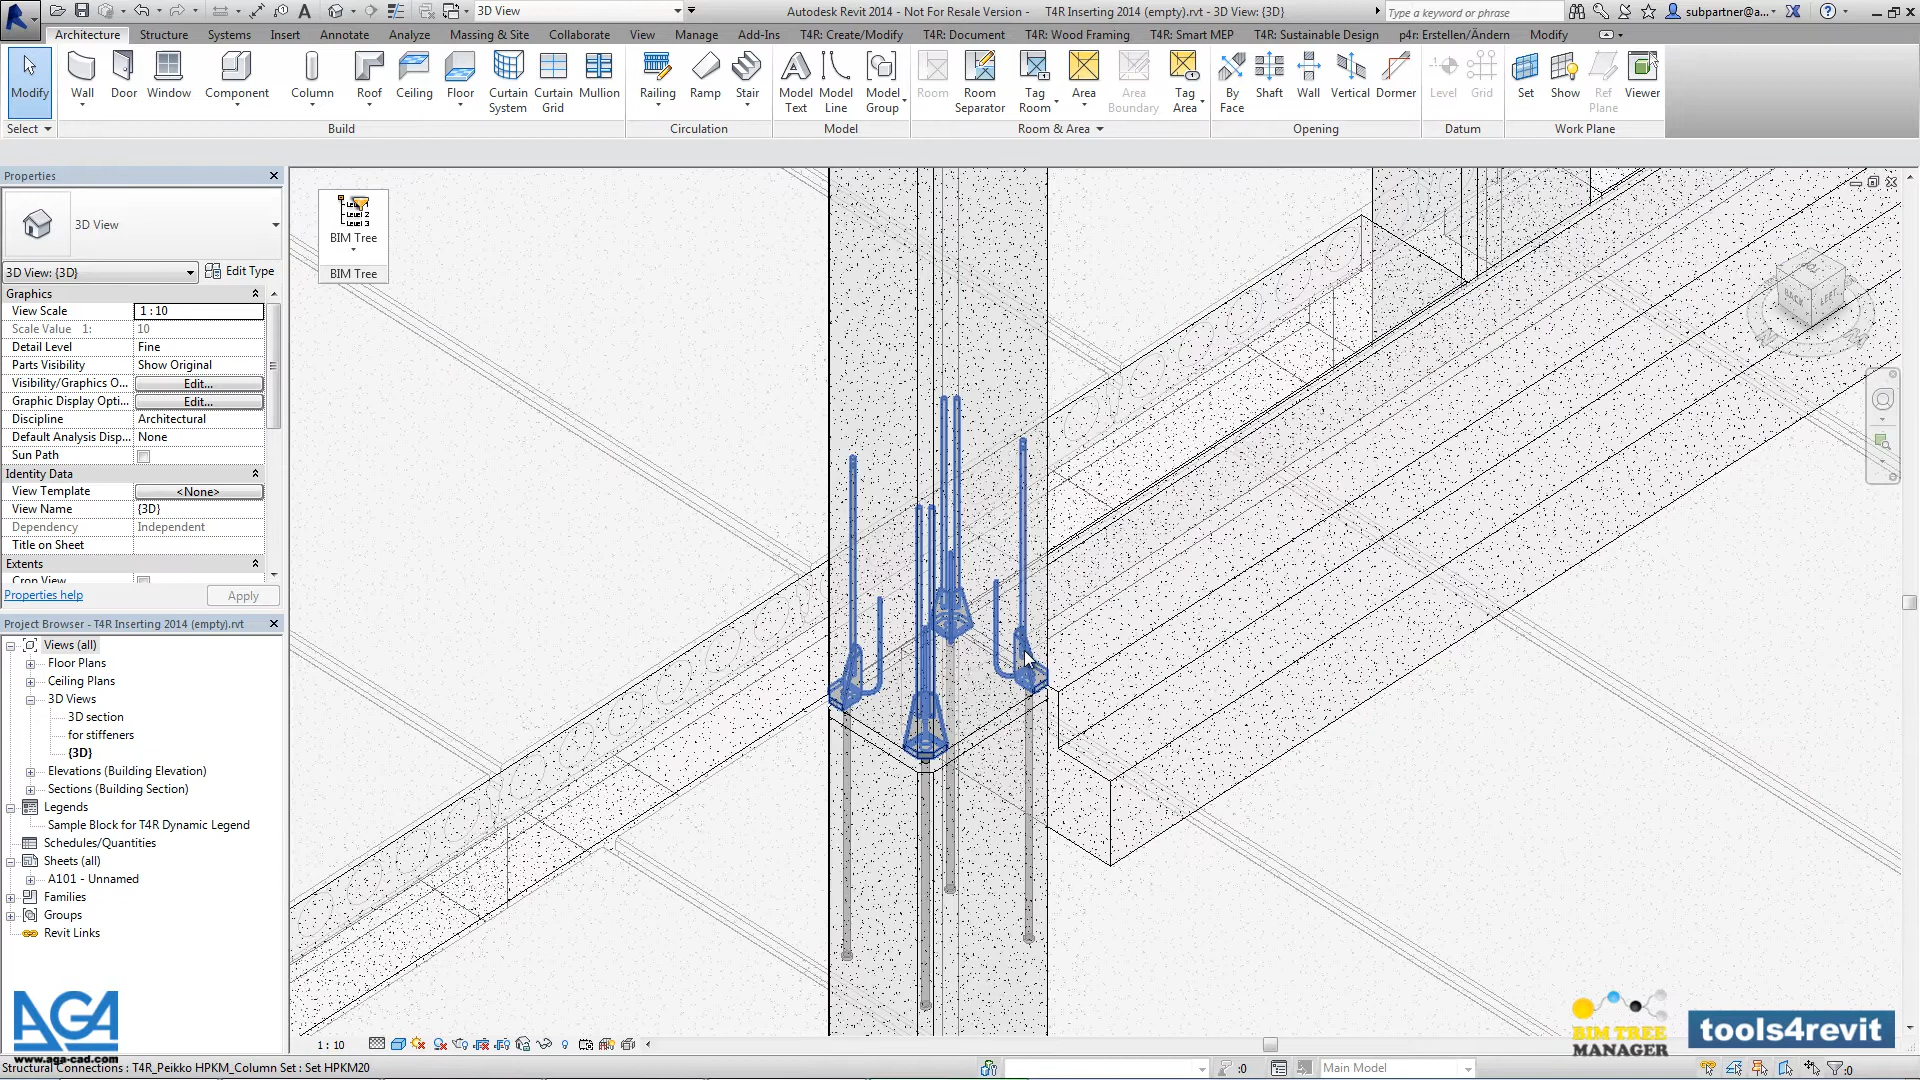 3D View
Autodesk Revit 2014 - Not For Resale Version -
T4R Inserting 2014 (empty).rvt - 3D View: {3D}
Type a keyword or phrase
subpartner@a...
Architecture
Structure
Systems
Insert
Annotate
Analyze
Massing & Site
Collaborate
View
Manage
Add-Ins
T4R: Create/Modify
T4R: Document
T4R: Wood Framing
T4R: Smart MEP
T4R: Sustainable Design
p4r: Erstellen/Ändern
Modify
Modify
Wall
Door
Window
Component
Column
Roof
Ceiling
Floor
Curtain
System
Curtain
Grid
Mullion
Railing
Ramp
Stair
Model
Text
Model
Line
Model
Group
Room
Room
Separator
Tag
Room
Area
Area
Boundary
Tag
Area
By
Face
Shaft
Wall
Vertical
Dormer
Level
Grid
Set
Show
Ref
Plane
Viewer
Select
Build
Circulation
Model
Room & Area
Opening
Datum
Work Plane
Properties
3D View
3D View: {3D}
Edit Type
Graphics
View Scale
1 : 10
Scale Value 1:
10
Detail Level
Fine
Parts Visibility
Show Original
Visibility/Graphics O...
Edit...
Graphic Display Opti...
Edit...
Discipline
Architectural
Default Analysis Disp...
None
Sun Path
Identity Data
View Template
<None>
View Name
{3D}
Dependency
Independent
Title on Sheet
Extents
Crop View
Properties help
Apply
Project Browser - T4R Inserting 2014 (empty).rvt
Views (all)
Floor Plans
Ceiling Plans
3D Views
3D section
for stiffeners
{3D}
Elevations (Building Elevation)
Sections (Building Section)
Legends
Sample Block for T4R Dynamic Legend
Schedules/Quantities
Sheets (all)
A101 - Unnamed
Families
Groups
Revit Links
Level 2
Level 3
BIM Tree
BIM Tree
BACK
LEFT
AGA
www.aga-cad.com
BIM TREE
MANAGER
tools4revit
1 : 10
Structural Connections : T4R_Peikko HPKM_Column Set : Set HPKM20
:0
Main Model
:0